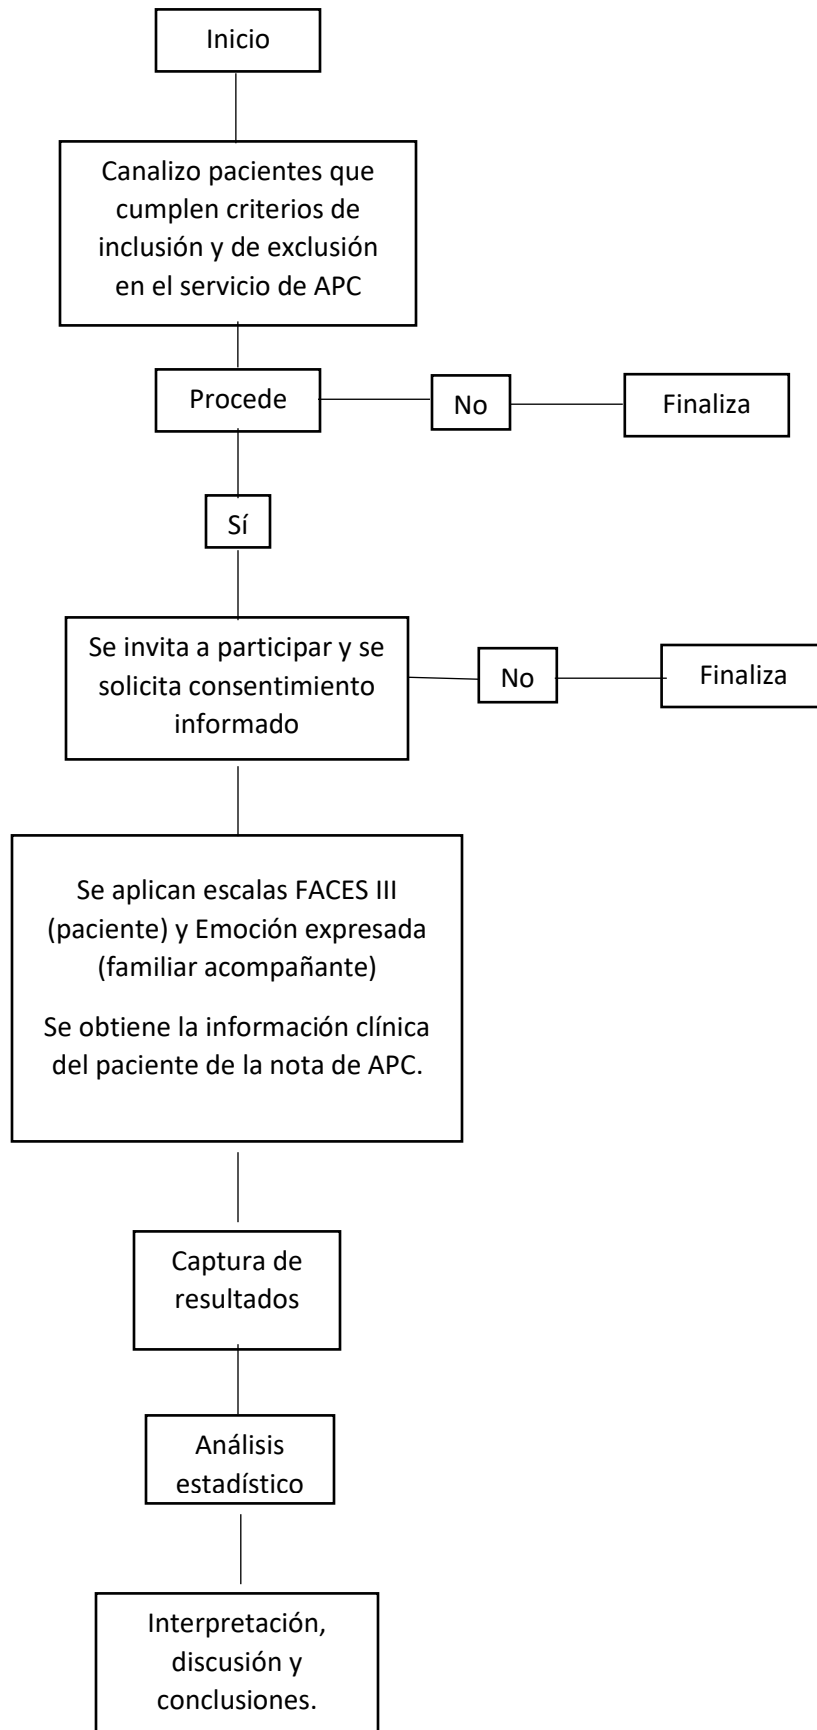 Inicio
Canalizo pacientes que
cumplen criterios de
inclusión y de exclusión
en el servicio de APC
Procede
No
Finaliza
Sí
Se invita a participar y se
solicita consentimiento
informado
No
Finaliza
Se aplican escalas FACES III
(paciente) y Emoción expresada
(familiar acompañante)
Se obtiene la información clínica
del paciente de la nota de APC.
Captura de
resultados
Análisis
estadístico
Interpretación,
discusión y
conclusiones.